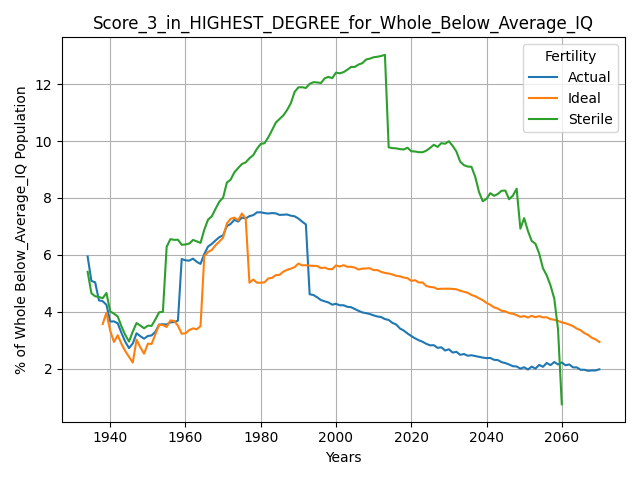 Score_3_in_HIGHEST_DEGREE_for_Whole_Below_Average_IQ
% of Whole Below_Average_IQ Population
12
10
8
6
4
2
Fertility
Actual
Ideal
Sterile
1940 1960 1980 2000 2020 2040 2060
Years